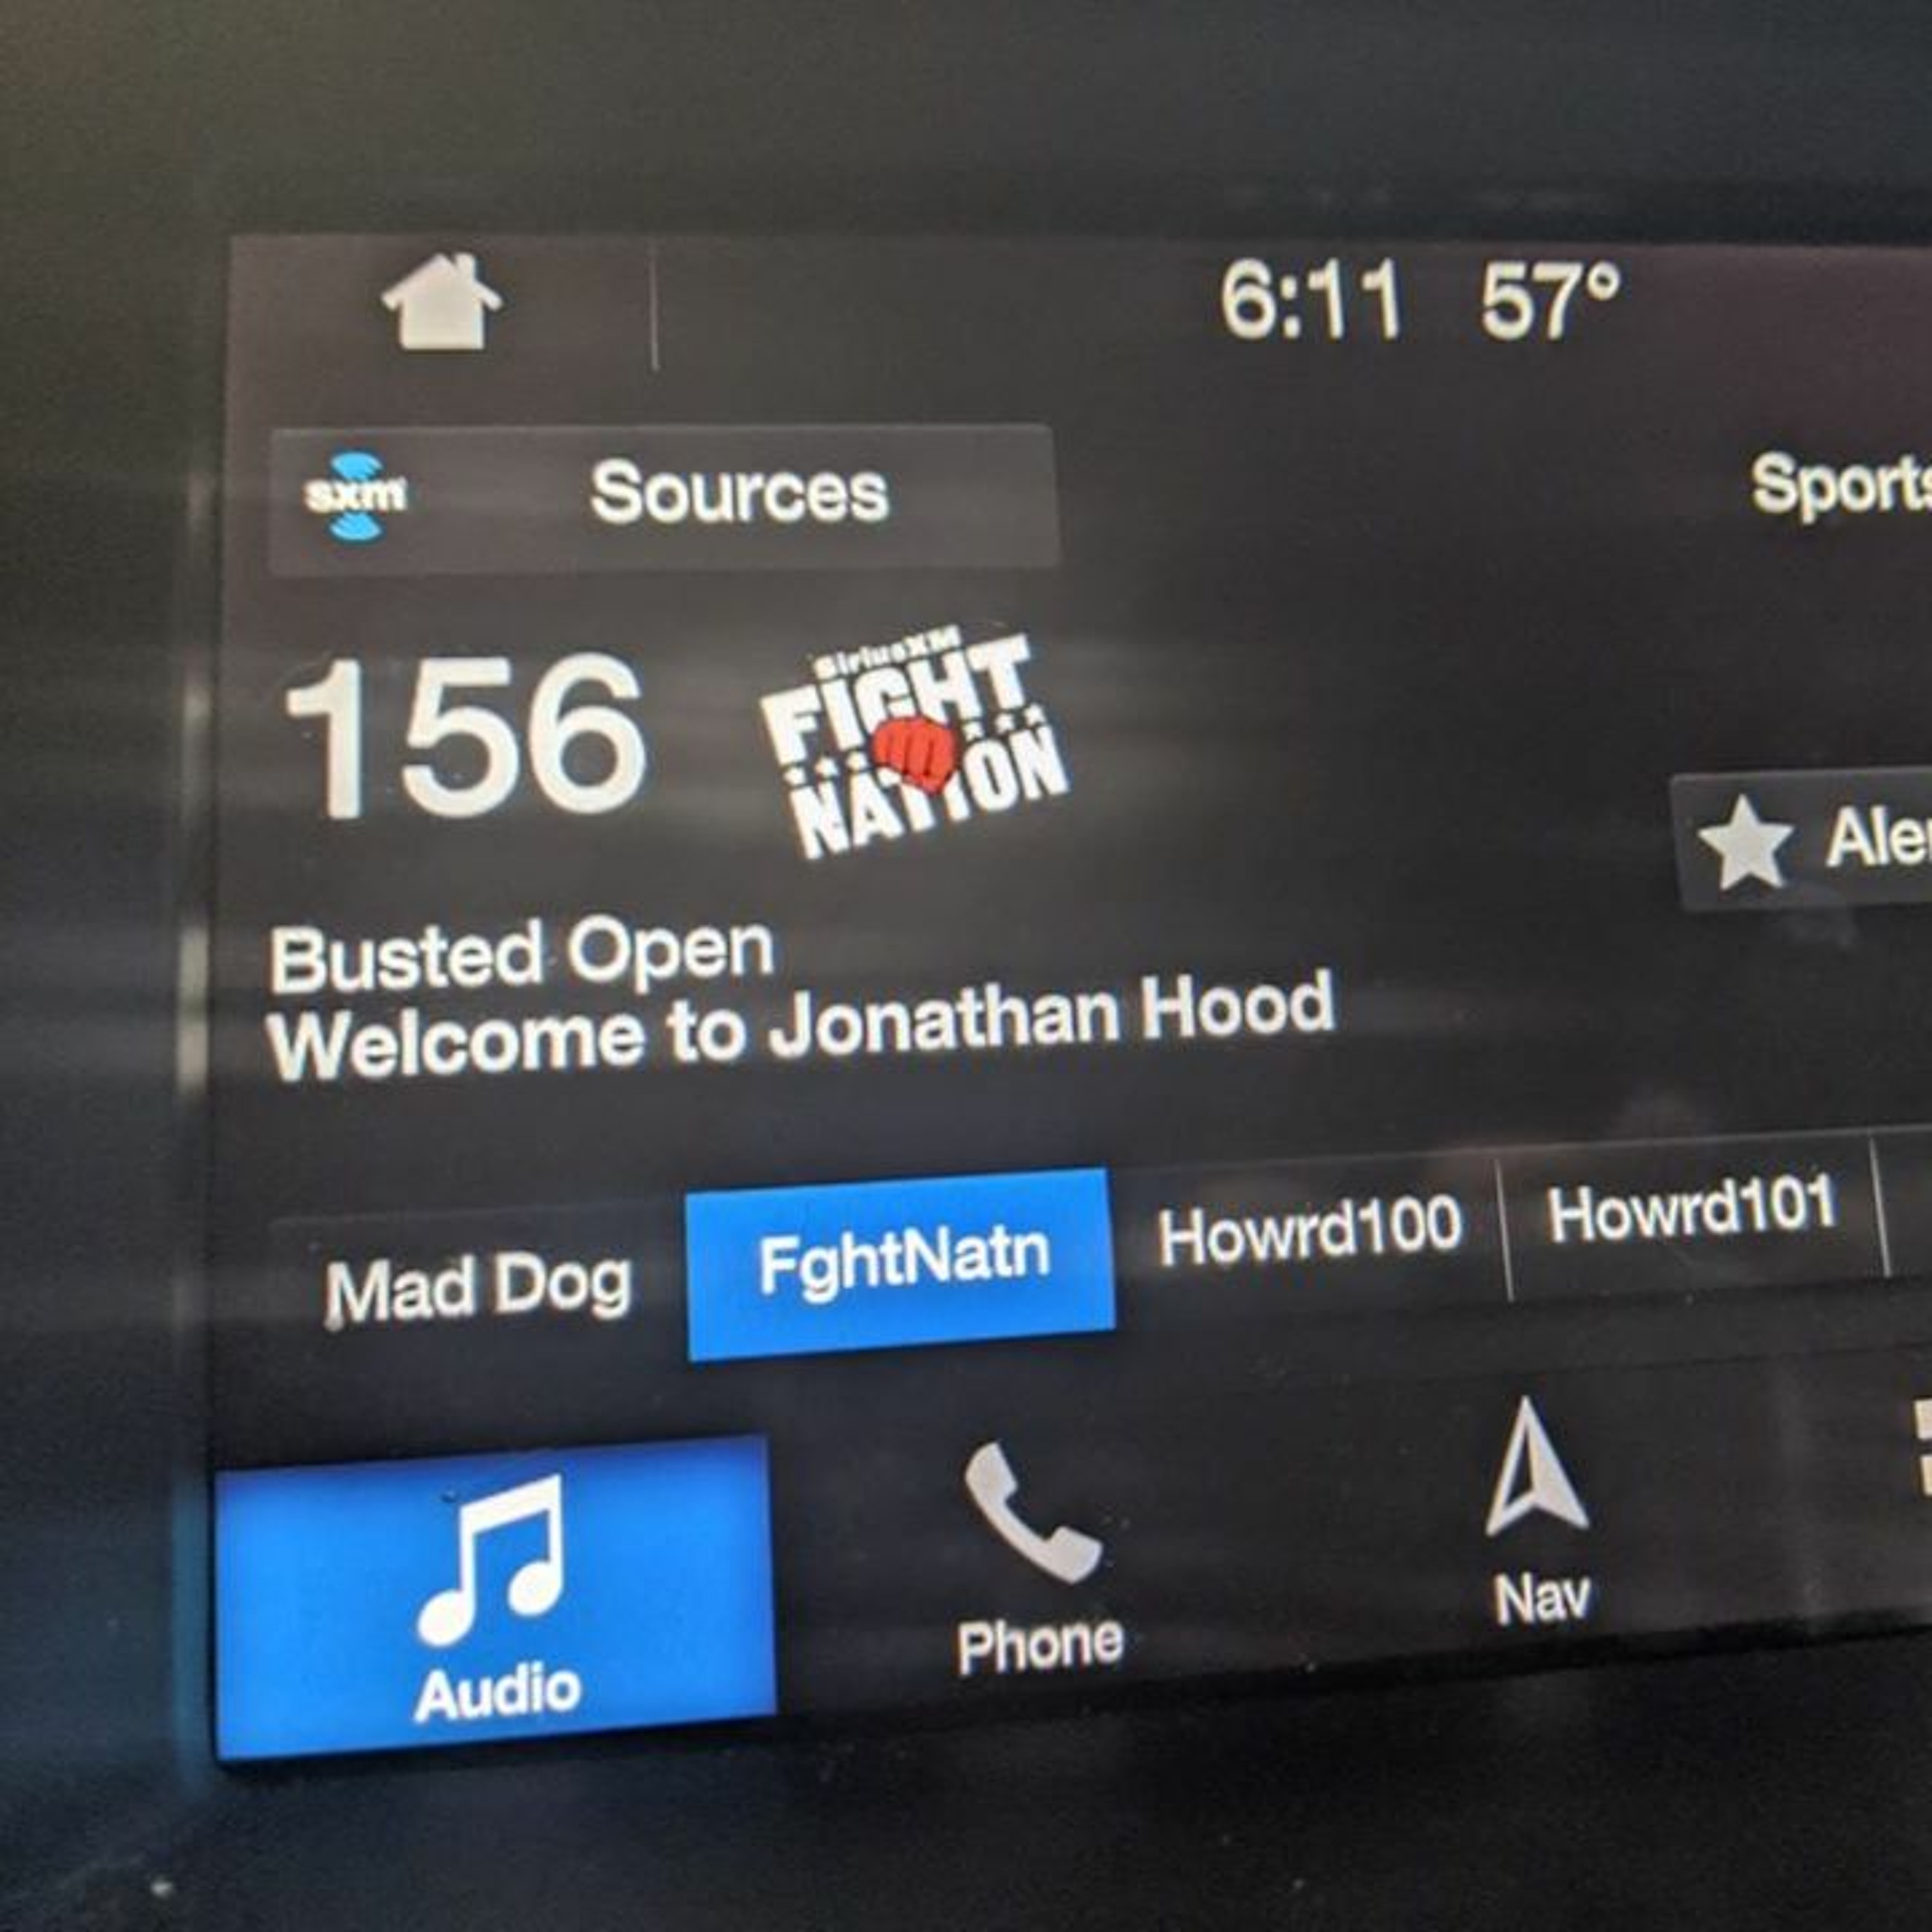 6:11 57°
sxm Sources
Sports
156
SiriusXM
FIGHT
NATION
Busted Open
Welcome to Jonathan Hood
Mad Dog FghtNatn Howrd100 Howrd101
Audio Phone Nav